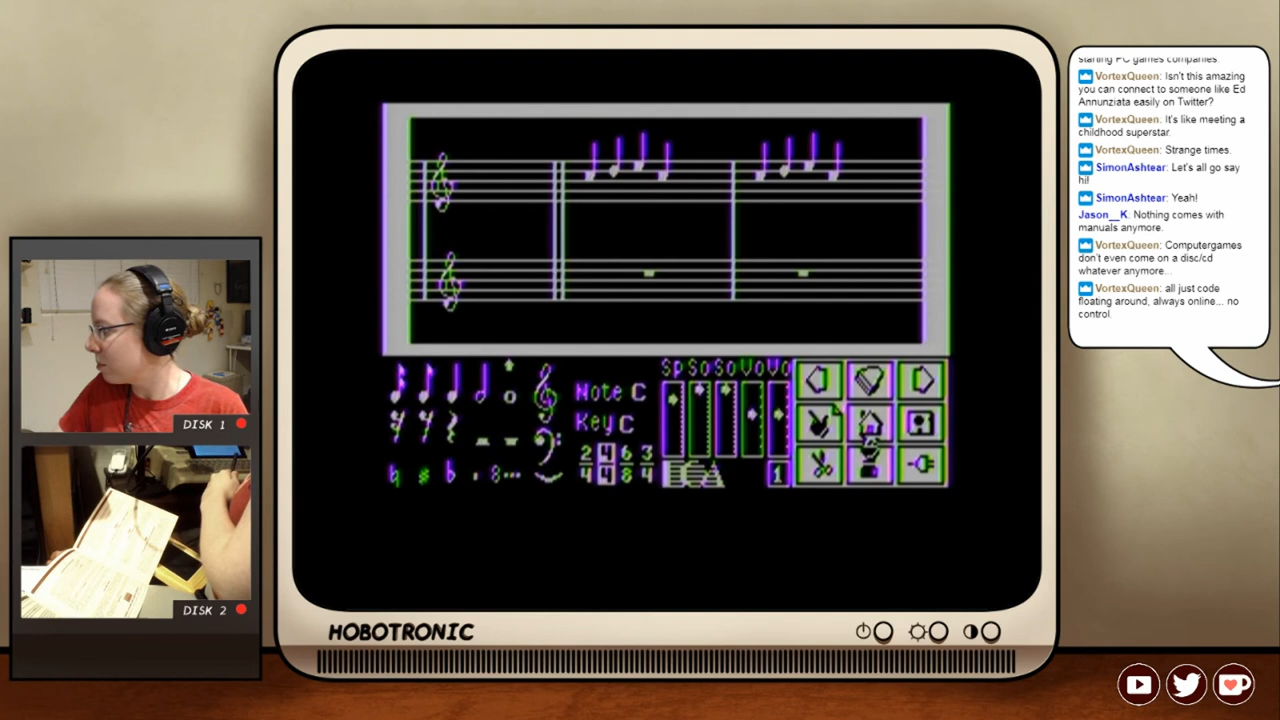 starting PC games companies.
VortexQueen: Isn't this amazing
you can connect to someone like Ed
Annunziata easily on Twitter?
VortexQueen: It's like meeting a
childhood superstar.
VortexQueen: Strange times.
SimonAshtear: Let's all go say
hi!
SimonAshtear: Yeah!
Jason__K: Nothing comes with
manuals anymore.
VortexQueen: Computergames
don't even come on a disc/cd
whatever anymore...
VortexQueen: all just code
floating around, always online... no
control.
Sp So So Vo Vo
Note C
Key C
2 4 6 3
4 4 8 4
1
DISK 1
DISK 2
HOBOTRONIC